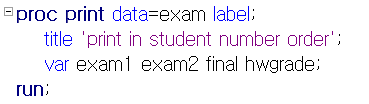 proc print data=exam label;
title 'print in student number order';
var exam1 exam2 final hwgrade;
run;